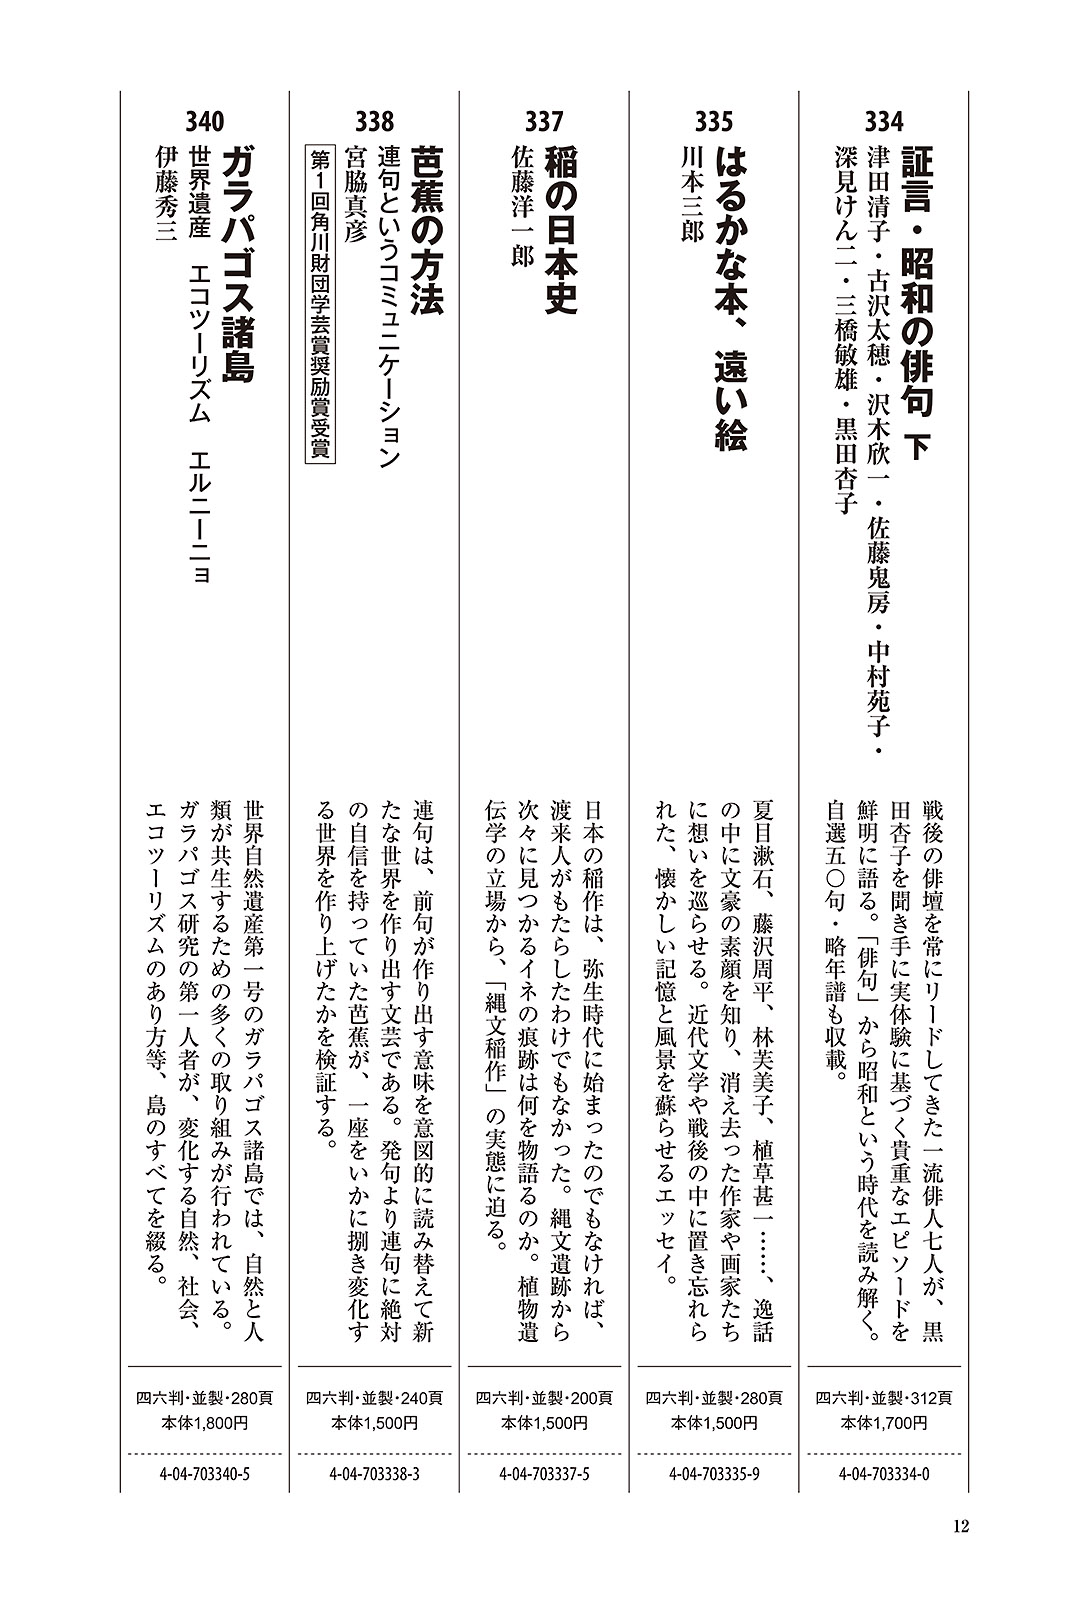 334
証言・昭和の俳句 下
津田清子・古沢太穂・沢木欣一・佐藤鬼房・中村苑子・
深見けん二・三橋敏雄・黒田杏子
戦後の俳壇を常にリードしてきた一流俳人七人が、黒
田杏子を聞き手に実体験に基づく貴重なエピソードを
鮮明に語る。「俳句」から昭和という時代を読み解く。
自選五〇句・略年譜も収載。
四六判・並製・312頁
本体1,700円
4-04-703334-0
335
はるかな本、遠い絵
川本三郎
夏目漱石、藤沢周平、林芙美子、植草甚一……、逸話
の中に文豪の素顔を知り、消え去った作家や画家たち
に想いを巡らせる。近代文学や戦後の中に置き忘れら
れた、懐かしい記憶と風景を蘇らせるエッセイ。
四六判・並製・280頁
本体1,500円
4-04-703335-9
337
稲の日本史
佐藤洋一郎
日本の稲作は、弥生時代に始まったのでもなければ、
渡来人がもたらしたわけでもなかった。縄文遺跡から
次々に見つかるイネの痕跡は何を物語るのか。植物遺
伝学の立場から、「縄文稲作」の実態に迫る。
四六判・並製・200頁
本体1,500円
4-04-703337-5
338
芭蕉の方法
連句というコミュニケーション
宮脇真彦
第1回角川財団学芸賞奨励賞受賞
連句は、前句が作り出す意味を意図的に読み替えて新
たな世界を作り出す文芸である。発句より連句に絶対
の自信を持っていた芭蕉が、一座をいかに捌き変化す
る世界を作り上げたかを検証する。
四六判・並製・240頁
本体1,500円
4-04-703338-3
340
ガラパゴス諸島
世界遺産 エコツーリズム エルニーニョ
伊藤秀三
世界自然遺産第一号のガラパゴス諸島では、自然と人
類が共生するための多くの取り組みが行われている。
ガラパゴス研究の第一人者が、変化する自然、社会、
エコツーリズムのあり方等、島のすべてを綴る。
四六判・並製・280頁
本体1,800円
4-04-703340-5
12